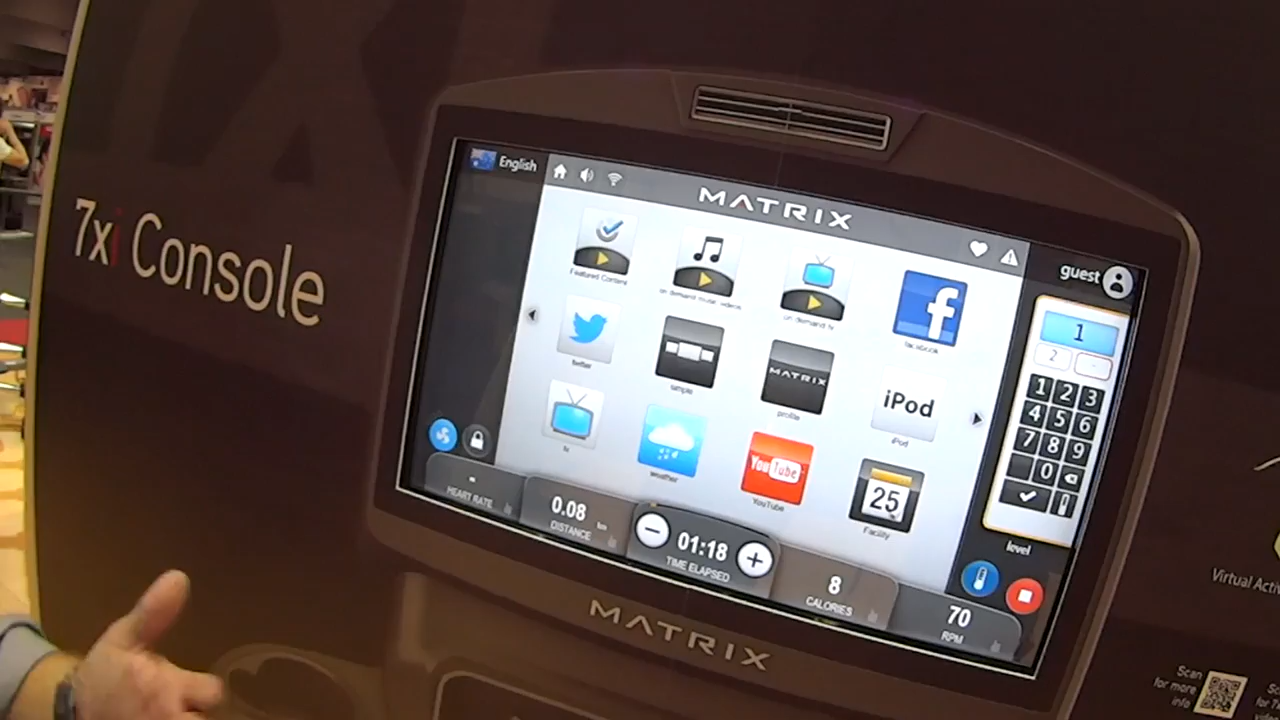 7xi Console
English
MATRIX
guest
Featured Content
on demand music videos
on demand tv
facebook
twitter
sample
MATRIX
profile
iPod
iPod
tv
weather
You Tube
YouTube
25
Facility
1
2
-
1 2 3
4 5 6
7 8 9
0
level
-
HEART RATE
0.08 km
DISTANCE
01:18
TIME ELAPSED
8
CALORIES
70
RPM
MATRIX
Scan
for more
info